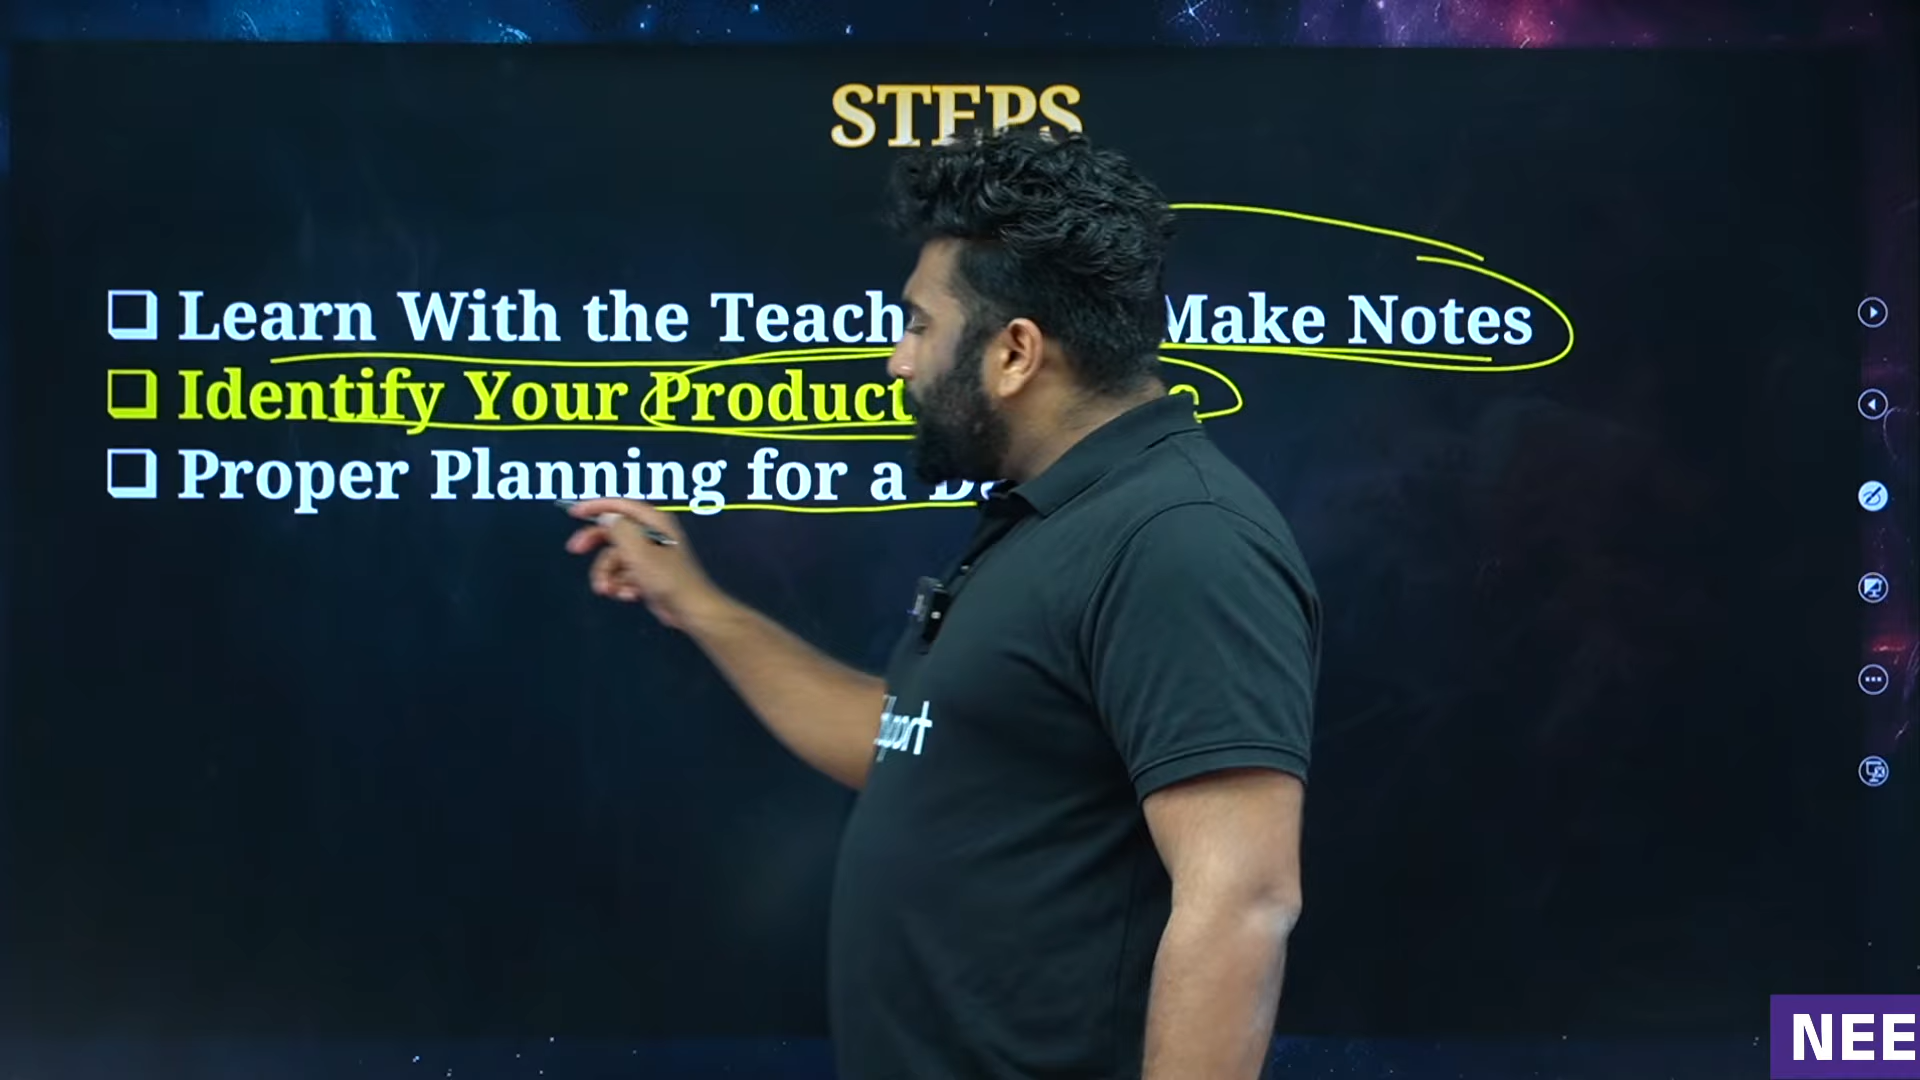 STEPS
❑ Learn With the Teach Make Notes
❑ Identify Your Product
❑ Proper Planning for a
NEE